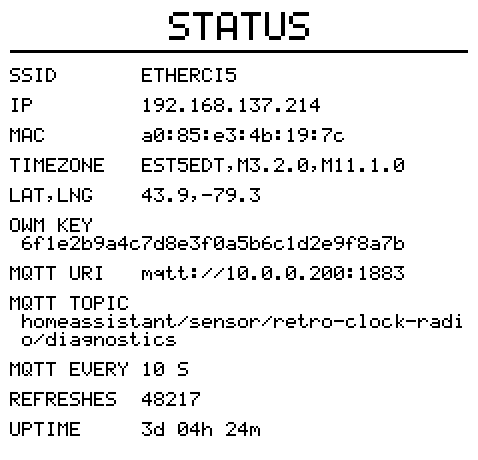 STATUS
SSID ETHERCI5
IP 192.168.137.214
MAC a0:85:e3:4b:19:7c
TIMEZONE EST5EDT,M3.2.0,M11.1.0
LAT,LNG 43.9,-79.3
OWM KEY
6f1e2b9a4c7d8e3f0a5b6c1d2e9f8a7b
MQTT URI mqtt://10.0.0.200:1883
MQTT TOPIC
homeassistant/sensor/retro-clock-radi
o/diagnostics
MQTT EVERY 10 S
REFRESHES 48217
UPTIME 3d 04h 24m